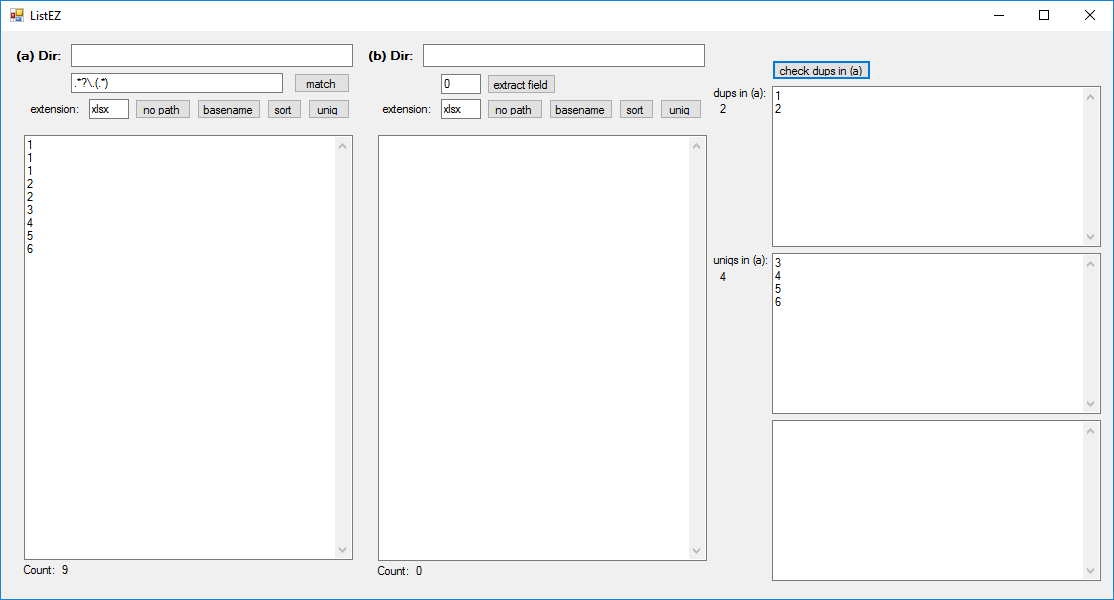 ListEZ
(a) Dir:
.*?\.(.*)
match
extension:
xlsx
no path
basename
sort
uniq
1
1
1
2
2
3
4
5
6
Count: 9
(b) Dir:
0
extract field
extension:
xlsx
no path
basename
sort
uniq
Count: 0
check dups in (a)
dups in (a):
2
1
2
uniqs in (a):
4
3
4
5
6